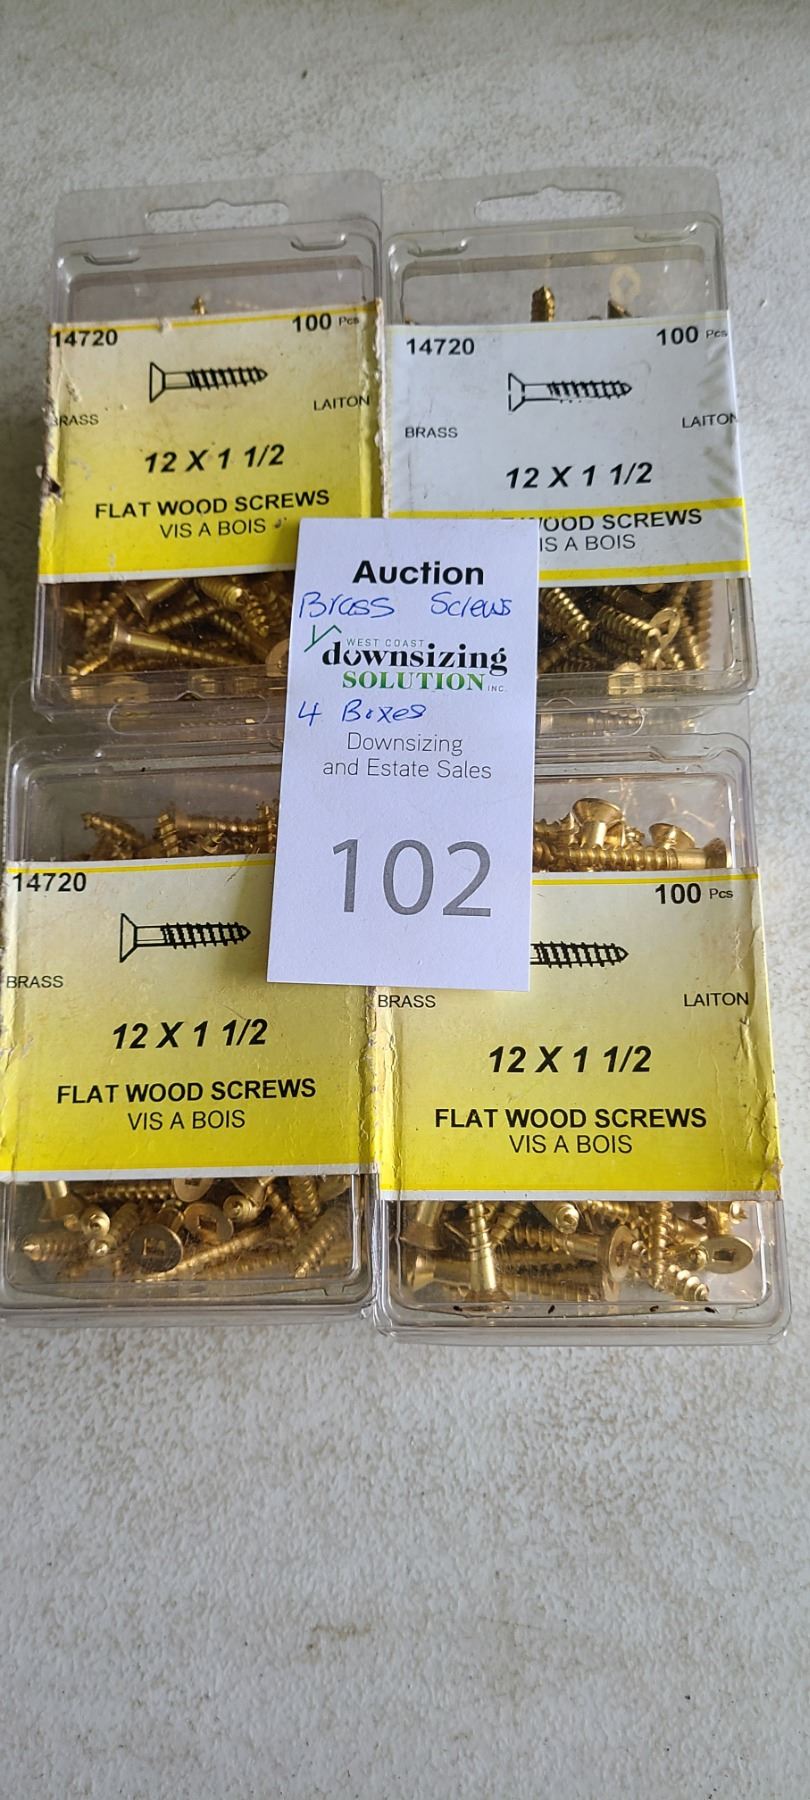 14720 100 Pcs
BRASS LAITON
12 X 1 1/2
FLAT WOOD SCREWS
VIS A BOIS
14720 100 Pcs
BRASS LAITON
12 X 1 1/2
WOOD SCREWS
IS A BOIS
Auction
Brass Screws
WEST COAST
downsizing
SOLUTION INC.
4 Boxes
Downsizing
and Estate Sales
102
14720
BRASS
12 X 1 1/2
FLAT WOOD SCREWS
VIS A BOIS
100 Pcs
BRASS LAITON
12 X 1 1/2
FLAT WOOD SCREWS
VIS A BOIS